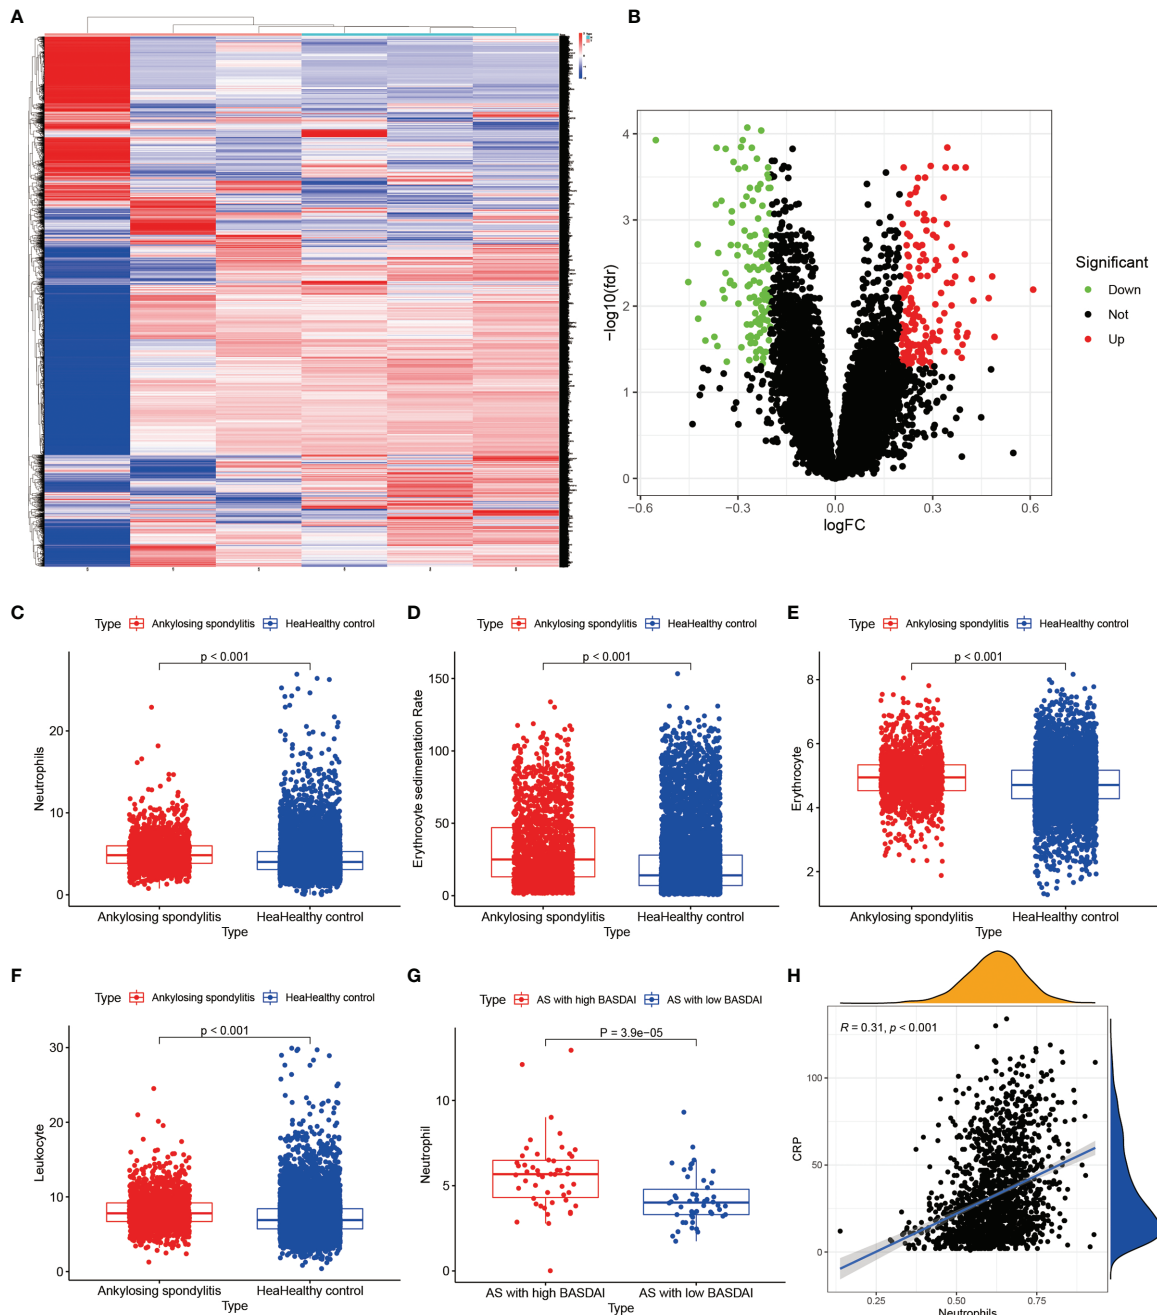 A
B
4
3
2
1
0
−log10(fdr)
−0.6
−0.3
0.0
0.3
0.6
logFC
Significant
Down
Not
Up
C
Type
Ankylosing spondylitis
HeaHealthy control
p < 0.001
20
10
0
Neutrophils
Ankylosing spondylitis
HeaHealthy control
Type
D
Type
Ankylosing spondylitis
HeaHealthy control
p < 0.001
150
100
50
0
Erythrocyte sedimentation Rate
Ankylosing spondylitis
HeaHealthy control
Type
E
Type
Ankylosing spondylitis
HeaHealthy control
p < 0.001
8
6
4
2
Erythrocyte
Ankylosing spondylitis
HeaHealthy control
Type
F
Type
Ankylosing spondylitis
HeaHealthy control
p < 0.001
30
20
10
0
Leukocyte
Ankylosing spondylitis
HeaHealthy control
Type
G
Type
AS with high BASDAI
AS with low BASDAI
P = 3.9e−05
10
5
0
Neutrophil
AS with high BASDAI
AS with low BASDAI
Type
H
R = 0.31, p < 0.001
100
50
0
CRP
0.25
0.50
0.75
Neutrophils